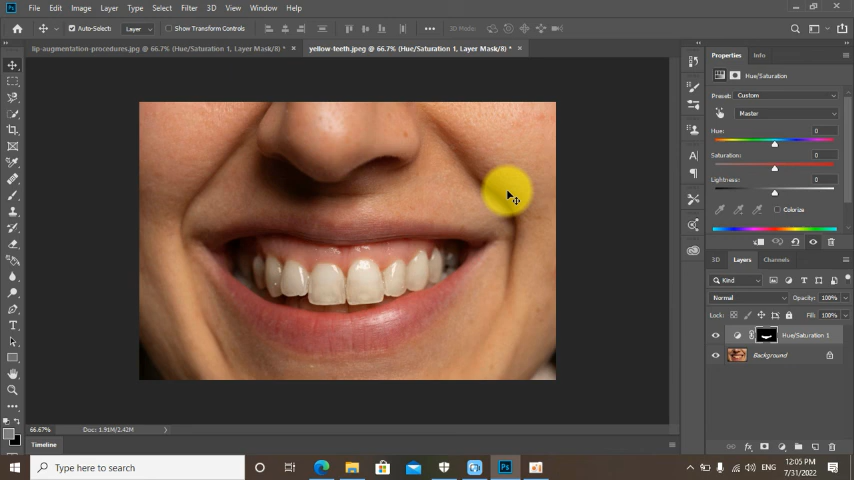 File Edit Image Layer Type Select Filter 3D View Window Help
Auto-Select: Layer Show Transform Controls 3D Mode:
lip-augmentation-procedures.jpg @ 66.7% (Hue/Saturation 1, Layer Mask/8) * ×
yellow-teeth.jpeg @ 66.7% (Hue/Saturation 1, Layer Mask/8) * ×
Properties Info
Hue/Saturation
Preset: Custom
Master
Hue: 0
Saturation: 0
Lightness: 0
Colorize
3D Layers Channels
Kind
Normal Opacity: 100%
Lock: Fill: 100%
Hue/Saturation 1
Background
66.67% Doc: 1.91M/2.42M
Timeline
Type here to search
Ps
ENG
12:05 PM
7/31/2022